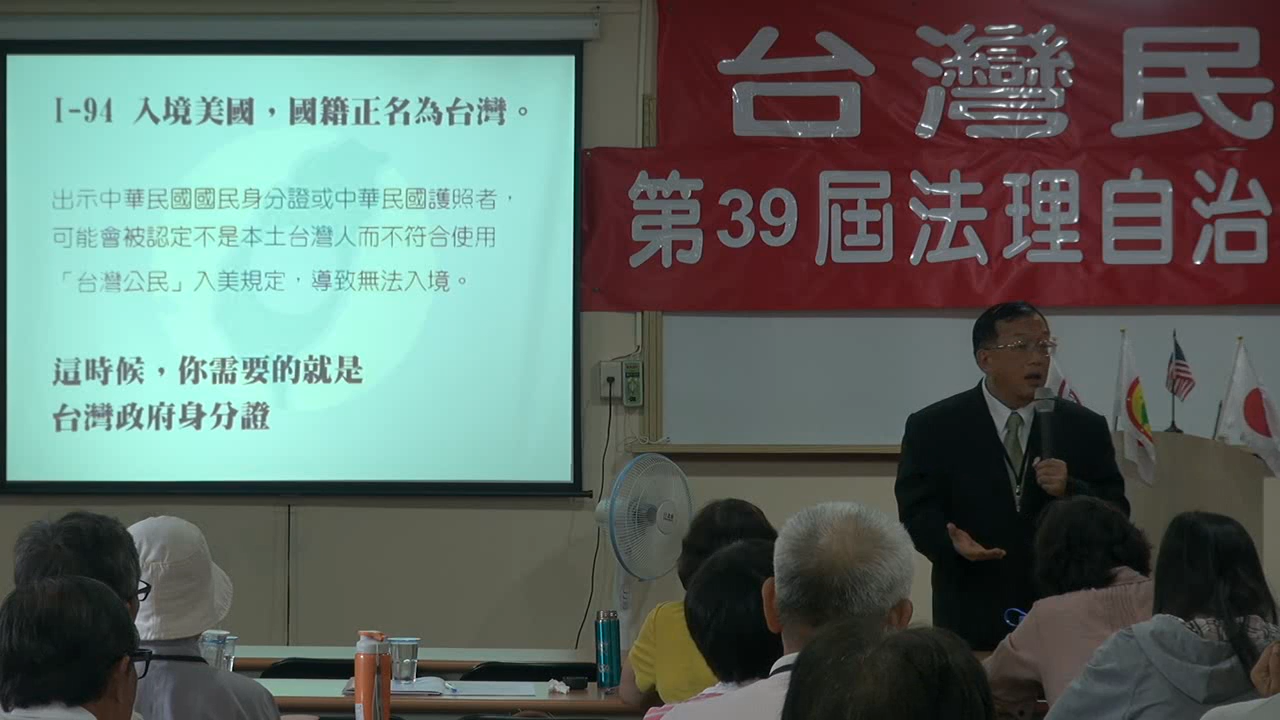 I-94 入境美國，國籍正名為台灣。
出示中華民國國民身分證或中華民國護照者，
可能會被認定不是本土台灣人而不符合使用
「台灣公民」入美規定，導致無法入境。
這時候，你需要的就是
台灣政府身分證
台灣民
第39屆法理自治